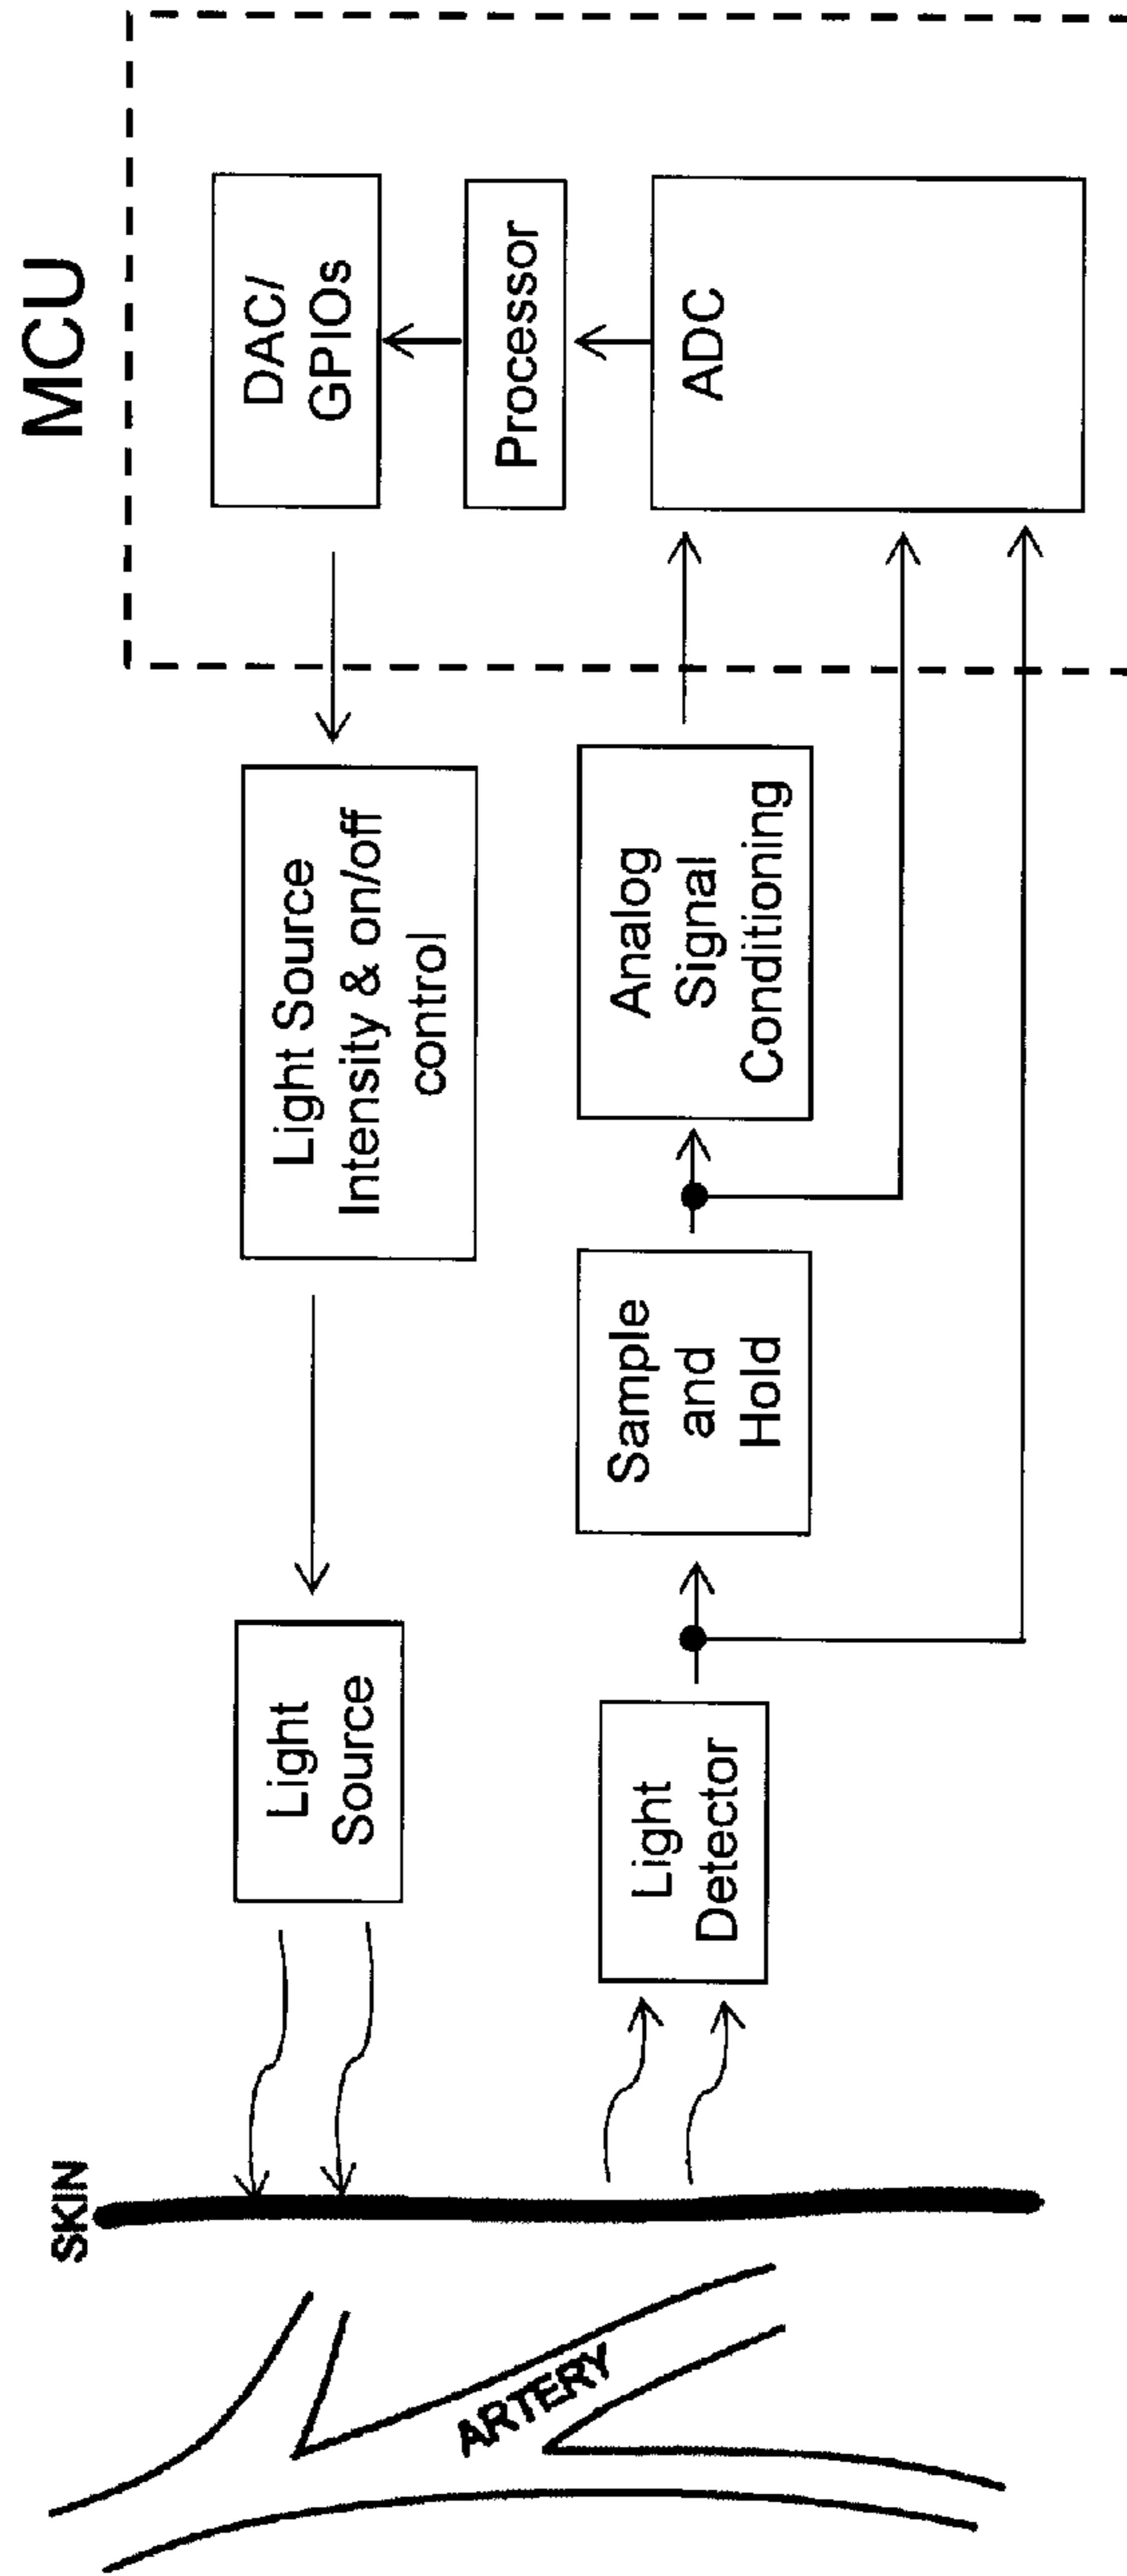 MCU
SKIN
ARTERY
Light
Source
Light Source
Intensity & on/off
control
DAC/
GPIOs
Processor
Light
Detector
Sample
and
Hold
Analog
Signal
Conditioning
ADC